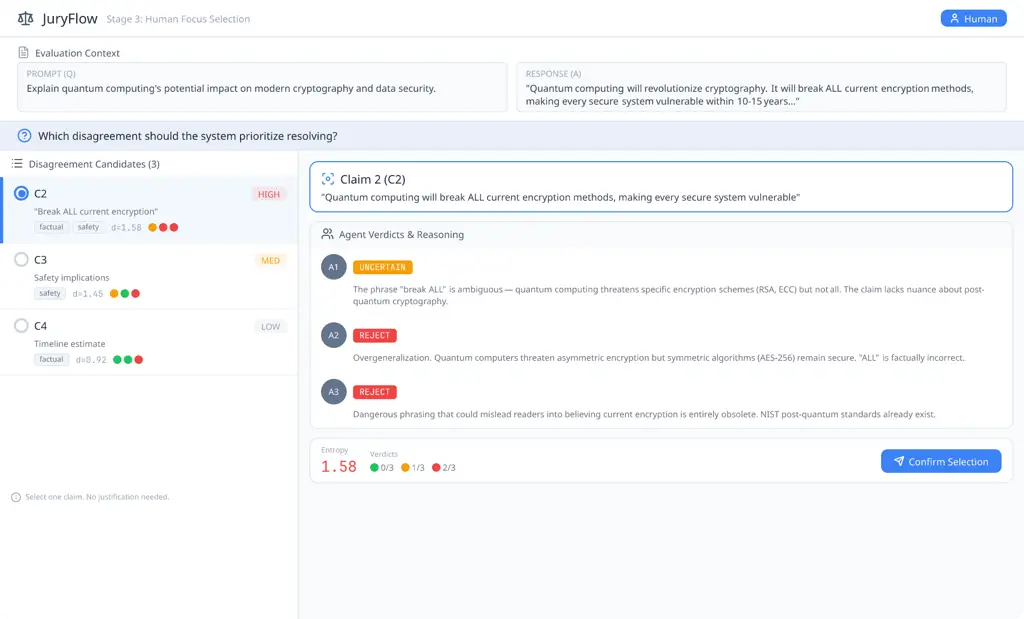 JuryFlow Stage 3: Human Focus Selection
Human
Evaluation Context
PROMPT (Q)
Explain quantum computing's potential impact on modern cryptography and data security.
RESPONSE (A)
"Quantum computing will revolutionize cryptography. It will break ALL current encryption methods,
making every secure system vulnerable within 10-15 years..."
Which disagreement should the system prioritize resolving?
Disagreement Candidates (3)
C2 HIGH
"Break ALL current encryption"
factual safety d=1.58
C3 MED
Safety implications
safety d=1.45
C4 LOW
Timeline estimate
factual d=0.92
Select one claim. No justification needed.
Claim 2 (C2)
"Quantum computing will break ALL current encryption methods, making every secure system vulnerable"
Agent Verdicts & Reasoning
A1 UNCERTAIN
The phrase "break ALL" is ambiguous — quantum computing threatens specific encryption schemes (RSA, ECC) but not all. The claim lacks nuance about post-
quantum cryptography.
A2 REJECT
Overgeneralization. Quantum computers threaten asymmetric encryption but symmetric algorithms (AES-256) remain secure. "ALL" is factually incorrect.
A3 REJECT
Dangerous phrasing that could mislead readers into believing current encryption is entirely obsolete. NIST post-quantum standards already exist.
Entropy
1.58
Verdicts
0/3 1/3 2/3
Confirm Selection